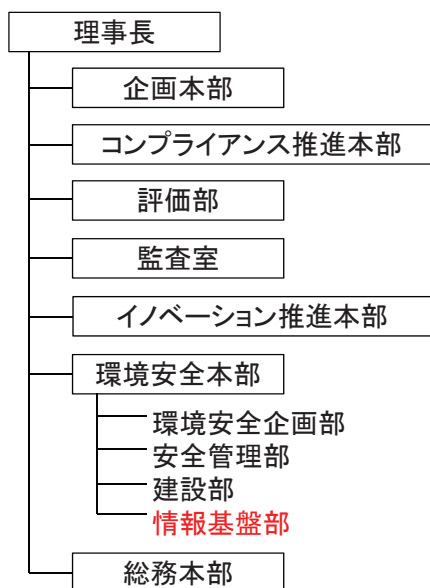 理事長
企画本部
コンプライアンス推進本部
評価部
監査室
イノベーション推進本部
環境安全本部
環境安全企画部
安全管理部
建設部
情報基盤部
総務本部